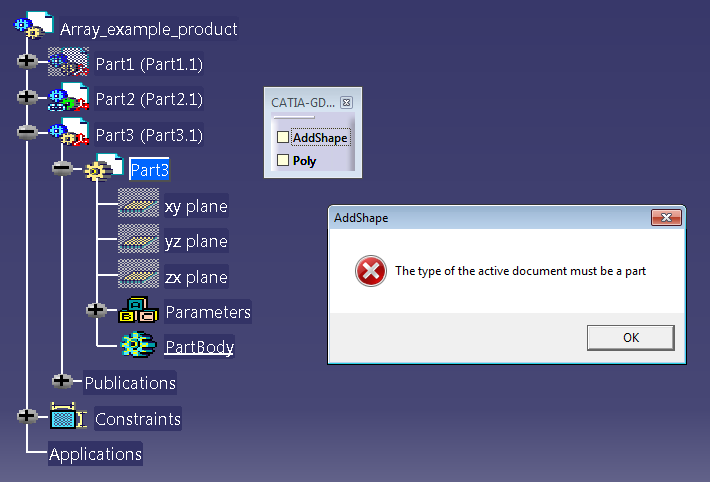 Array_example_product
Part1 (Part1.1)
Part2 (Part2.1)
Part3 (Part3.1)
Part3
xy plane
yz plane
zx plane
Parameters
PartBody
Publications
Constraints
Applications
CATIA-GD...
AddShape
Poly
AddShape
The type of the active document must be a part
OK